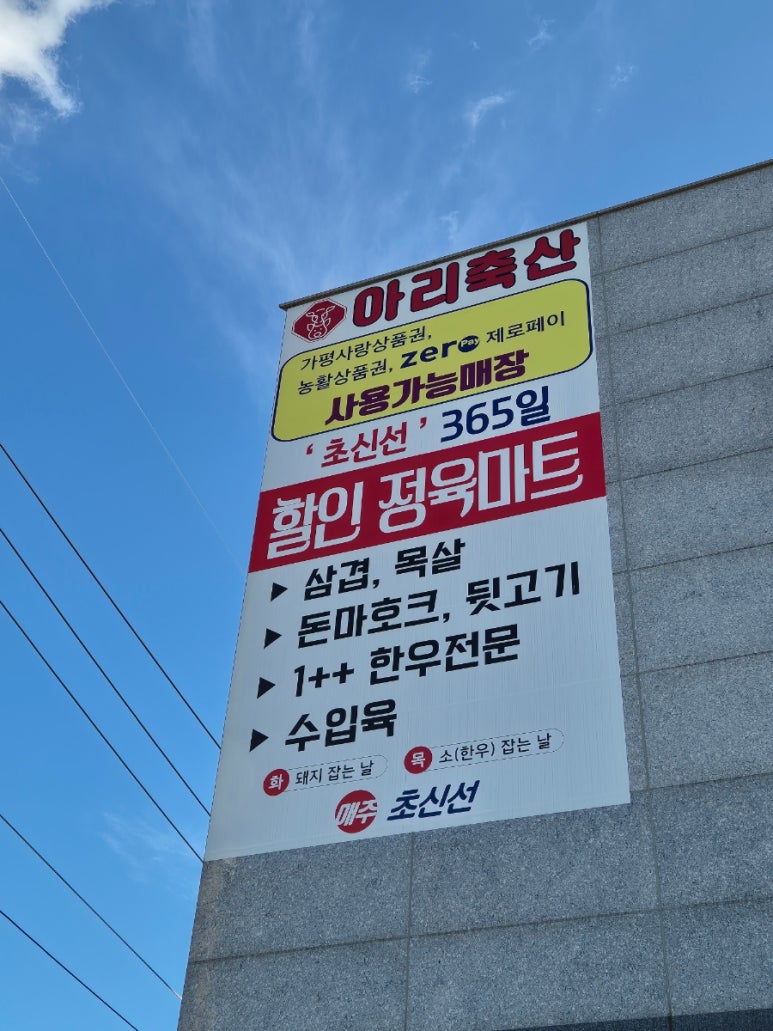 아리축산
가평사랑상품권,
농활상품권, zero Pay 제로페이
사용가능매장
‘초신선’ 365일
할인 정육마트
▶ 삼겹, 목살
▶ 돈마호크, 뒷고기
▶ 1++ 한우전문
▶ 수입육
화 돼지 잡는 날 목 소(한우) 잡는 날
매주 초신선